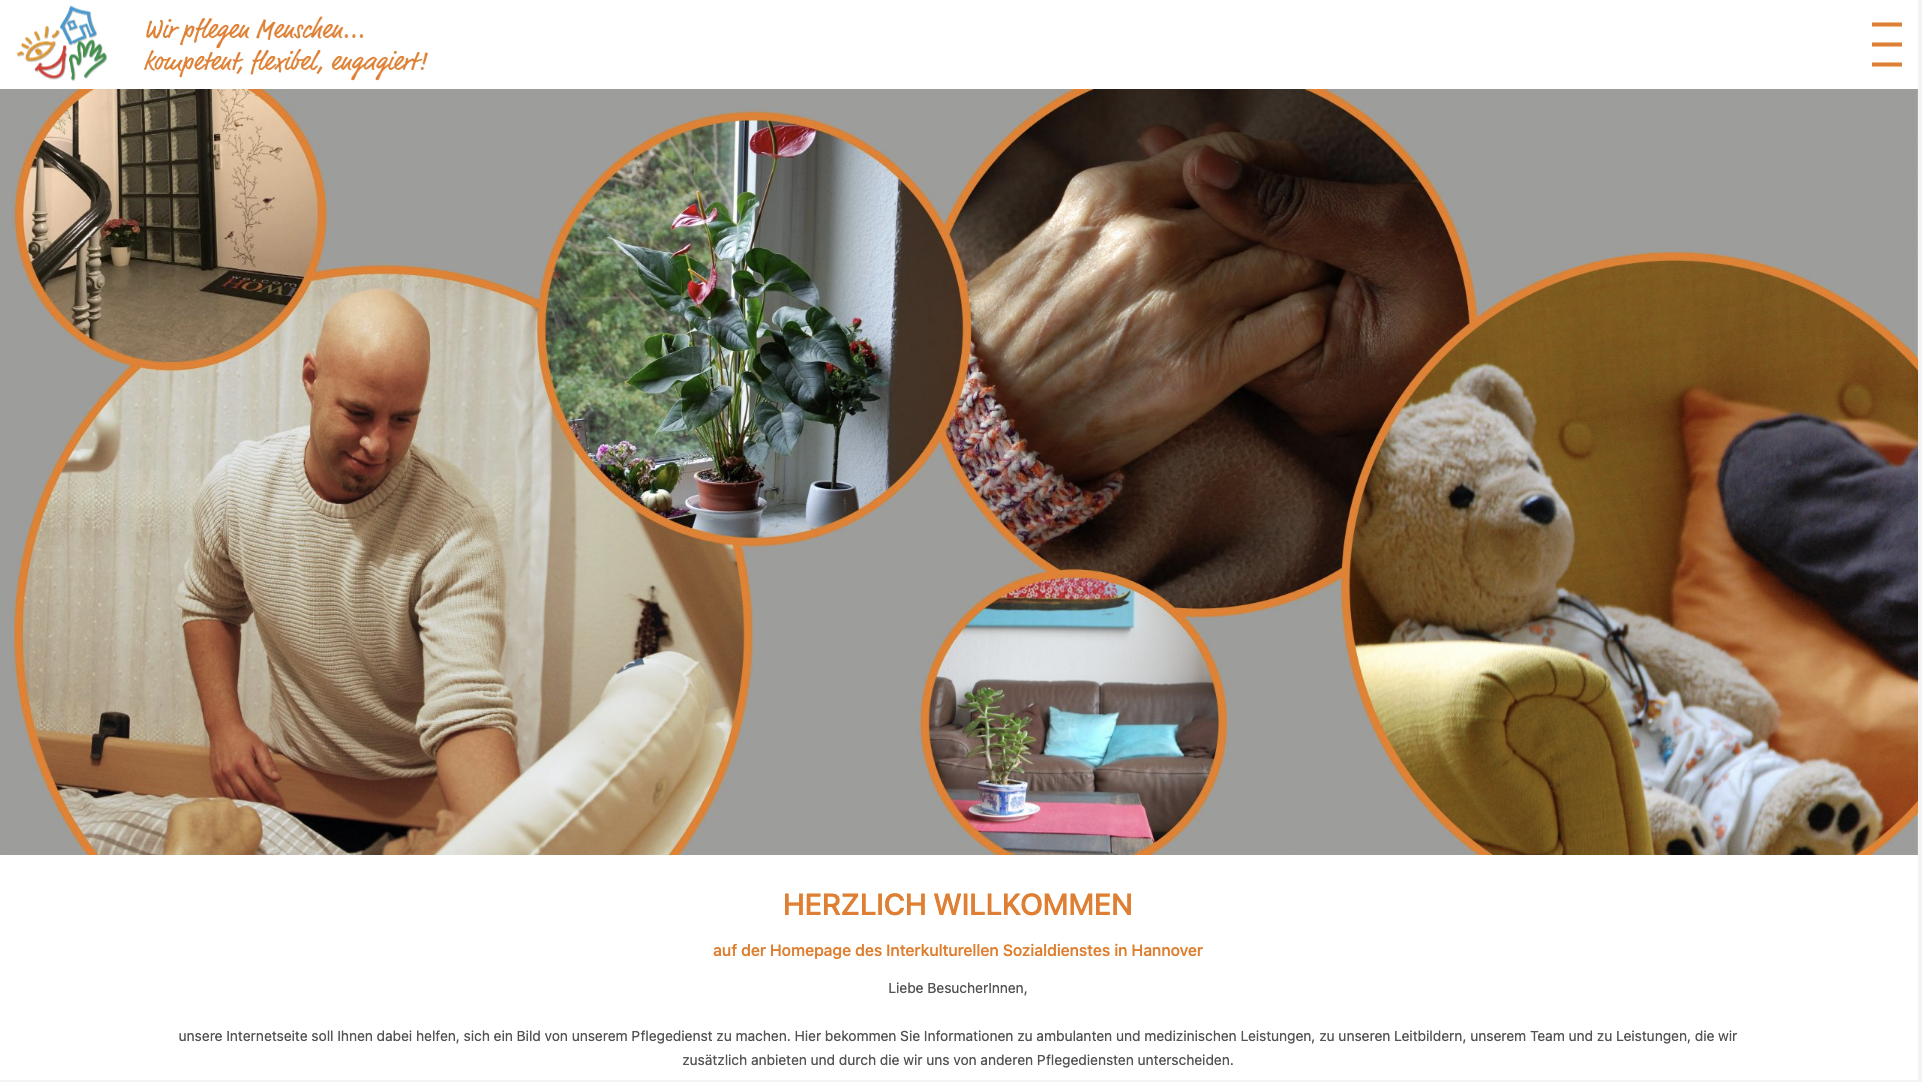 Wir pflegen Menschen...
kompetent, flexibel, engagiert!
HERZLICH WILLKOMMEN
auf der Homepage des Interkulturellen Sozialdienstes in Hannover
Liebe BesucherInnen,
unsere Internetseite soll Ihnen dabei helfen, sich ein Bild von unserem Pflegedienst zu machen. Hier bekommen Sie Informationen zu ambulanten und medizinischen Leistungen, zu unseren Leitbildern, unserem Team und zu Leistungen, die wir
zusätzlich anbieten und durch die wir uns von anderen Pflegediensten unterscheiden.